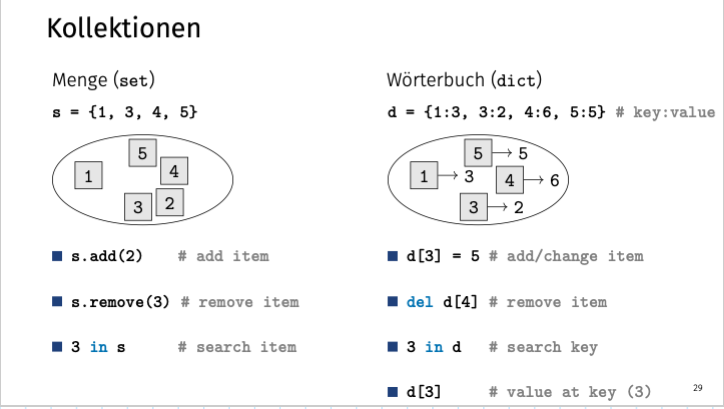 Kollektionen
Menge (set)
s = {1, 3, 4, 5}
5
1
4
3
2
s.add(2) # add item
s.remove(3) # remove item
3 in s # search item
Wörterbuch (dict)
d = {1:3, 3:2, 4:6, 5:5} # key:value
5 → 5
1 → 3
4 → 6
3 → 2
d[3] = 5 # add/change item
del d[4] # remove item
3 in d # search key
d[3] # value at key (3)
29